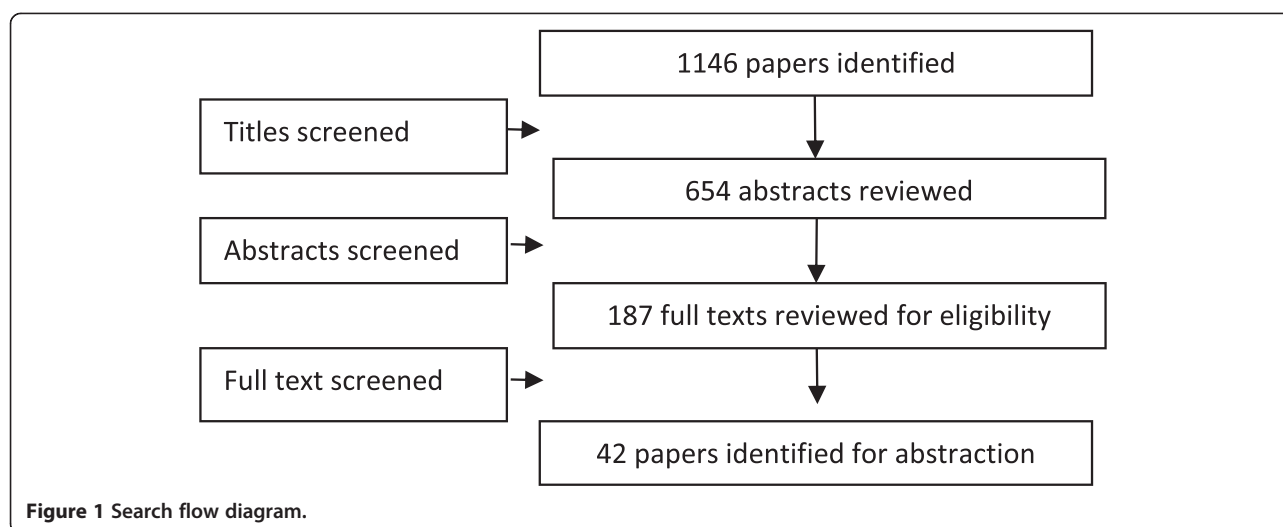 1146 papers identified
Titles screened
654 abstracts reviewed
Abstracts screened
187 full texts reviewed for eligibility
Full text screened
42 papers identified for abstraction
Figure 1 Search flow diagram.